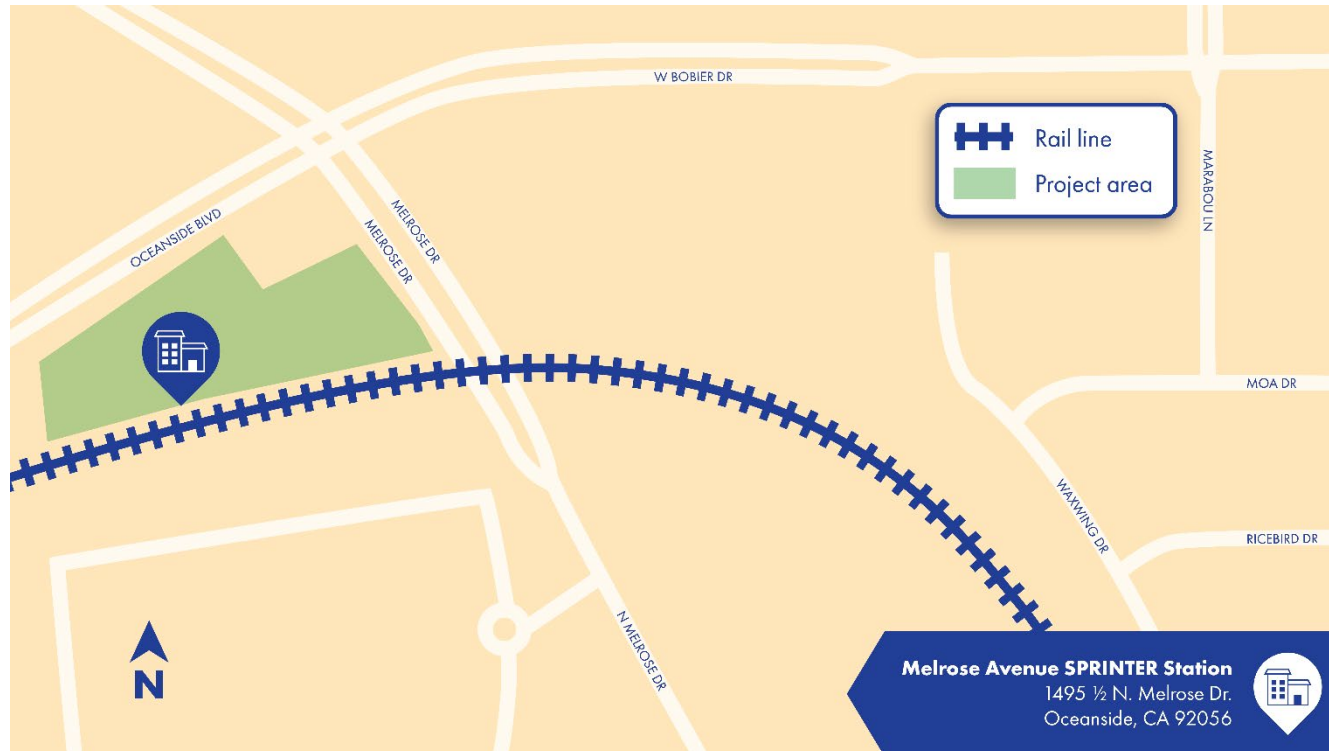 W BOBIER DR
Rail line
Project area
MARABOU LN
OCEANSIDE BLVD
MELROSE DR
MELROSE DR
MOA DR
WAXWING DR
RICEBIRD DR
N MELROSE DR
N
Melrose Avenue SPRINTER Station
1495 ½ N. Melrose Dr.
Oceanside, CA 92056